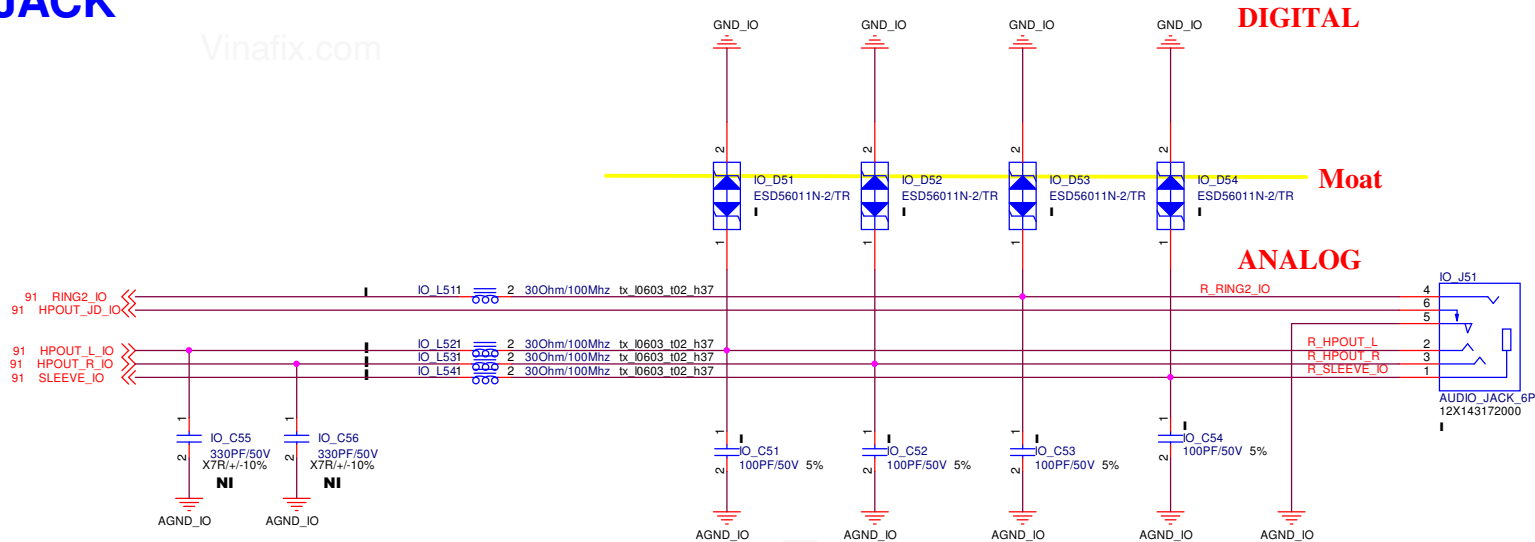 JACK
Vinafix.com
GND_IO
GND_IO
GND_IO
GND_IO
DIGITAL
2
2
2
2
IO_D51
ESD56011N-2/TR
I
IO_D52
ESD56011N-2/TR
I
IO_D53
ESD56011N-2/TR
I
IO_D54
ESD56011N-2/TR
I
Moat
1
1
1
1
ANALOG
IO_J51
91 RING2_IO
I
IO_L511
2 30Ohm/100Mhz tx_l0603_t02_h37
R_RING2_IO
4
91 HPOUT_JD_IO
6
5
91 HPOUT_L_IO
I
IO_L521
2 30Ohm/100Mhz tx_l0603_t02_h37
R_HPOUT_L
2
91 HPOUT_R_IO
I
IO_L531
2 30Ohm/100Mhz tx_l0603_t02_h37
R_HPOUT_R
3
91 SLEEVE_IO
I
IO_L541
2 30Ohm/100Mhz tx_l0603_t02_h37
R_SLEEVE_IO
1
AUDIO_JACK_6P
12X143172000
I
1
IO_C55
330PF/50V
X7R/+/-10%
2
NI
AGND_IO
1
IO_C56
330PF/50V
X7R/+/-10%
2
NI
AGND_IO
1
I
IO_C51
100PF/50V 5%
2
AGND_IO
1
I
IO_C52
100PF/50V 5%
2
AGND_IO
1
I
IO_C53
100PF/50V 5%
2
AGND_IO
1
I
IO_C54
100PF/50V 5%
2
AGND_IO
AGND_IO